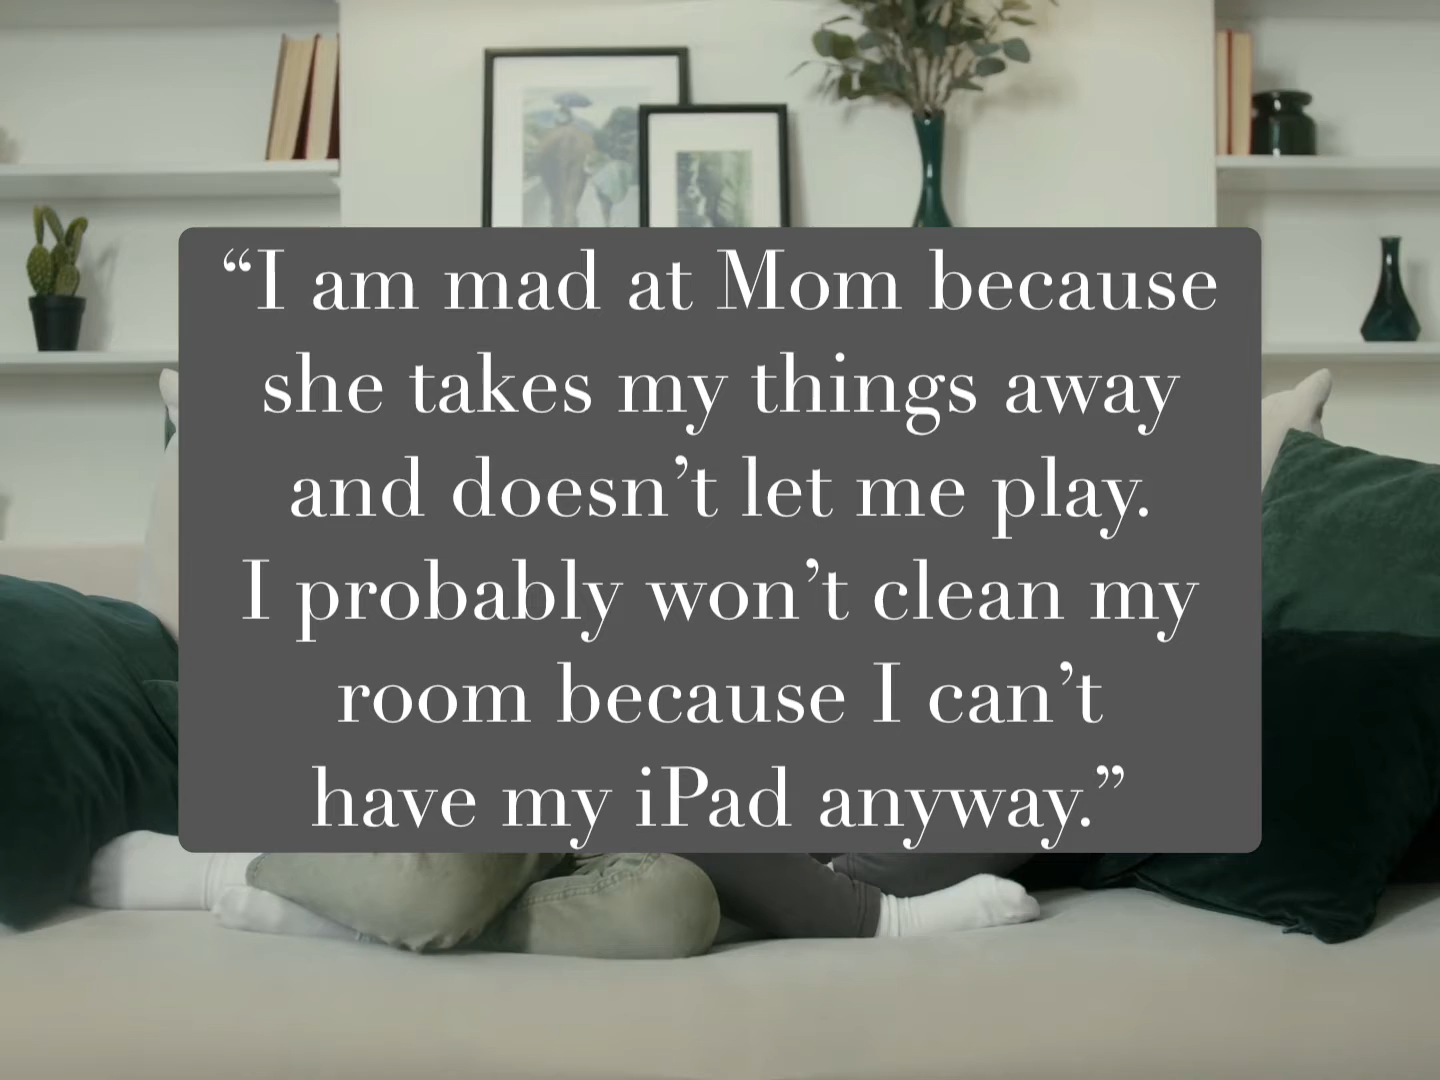 “I am mad at Mom because
she takes my things away
and doesn’t let me play.
I probably won’t clean my
room because I can’t
have my iPad anyway.”